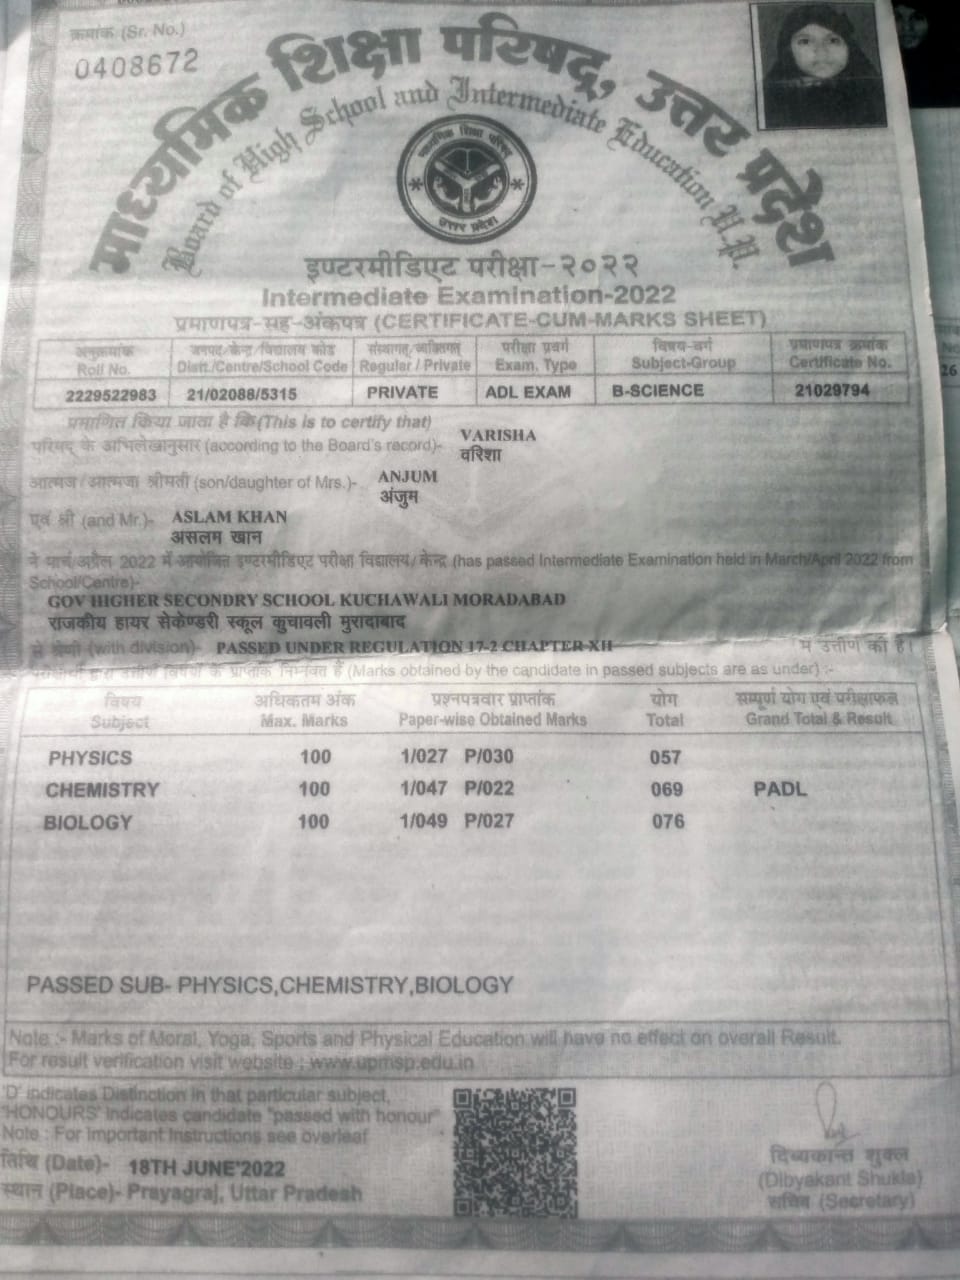 क्रमांक (Sr. No.)
0408672
माध्यमिक शिक्षा परिषद्, उत्तर प्रदेश
Board of High School and Intermediate Education U.P.
माध्यमिक शिक्षा परिषद्
उत्तर प्रदेश
इण्टरमीडिएट परीक्षा-२०२२
Intermediate Examination-2022
प्रमाणपत्र-सह-अंकपत्र (CERTIFICATE-CUM-MARKS SHEET)
अनुक्रमांक जनपद/केन्द्र/विद्यालय कोड संस्थागत/व्यक्तिगत परीक्षा प्रवर्ग विषय-वर्ग प्रमाणपत्र क्रमांक
Roll No. Distt./Centre/School Code Regular / Private Exam. Type Subject-Group Certificate No.
2229522983 21/02088/5315 PRIVATE ADL EXAM B-SCIENCE 21029794
प्रमाणित किया जाता है कि(This is to certify that)
परिषद् के अभिलेखानुसार (according to the Board's record)- VARISHA
वरिशा
आत्मज/आत्मजा श्रीमती (son/daughter of Mrs.)- ANJUM
अंजुम
एवं श्री (and Mr.)- ASLAM KHAN
असलम खान
ने मार्च/अप्रैल 2022 में आयोजित इण्टरमीडिएट परीक्षा विद्यालय/केन्द्र (has passed Intermediate Examination held in March/April 2022 from
School/Centre)-
GOV HIGHER SECONDRY SCHOOL KUCHAWALI MORADABAD
राजकीय हायर सेकेण्डरी स्कूल कुचावली मुरादाबाद
से श्रेणी (with division)- PASSED UNDER REGULATION 17-2 CHAPTER-XII में उत्तीर्ण की है।
परीक्षार्थी द्वारा उत्तीर्ण विषयों के प्राप्तांक निम्नवत हैं (Marks obtained by the candidate in passed subjects are as under) :-
विषय अधिकतम अंक प्रश्नपत्रवार प्राप्तांक योग सम्पूर्ण योग एवं परीक्षाफल
Subject Max. Marks Paper-wise Obtained Marks Total Grand Total & Result
PHYSICS 100 1/027 P/030 057
CHEMISTRY 100 1/047 P/022 069 PADL
BIOLOGY 100 1/049 P/027 076
PASSED SUB- PHYSICS,CHEMISTRY,BIOLOGY
Note :- Marks of Moral, Yoga, Sports and Physical Education will have no effect on overall Result.
For result verification visit website : www.upmsp.edu.in
'D' indicates Distinction in that particular subject,
'HONOURS' indicates candidate "passed with honour"
Note : For Important Instructions see overleaf
तिथि (Date)- 18TH JUNE'2022
स्थान (Place)- Prayagraj, Uttar Pradesh
दिव्यकान्त शुक्ल
(Dibyakant Shukla)
सचिव (Secretary)
26